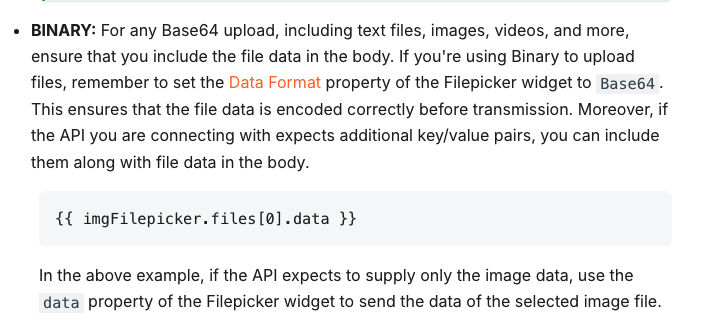 • BINARY: For any Base64 upload, including text files, images, videos, and more,
ensure that you include the file data in the body. If you're using Binary to upload
files, remember to set the Data Format property of the Filepicker widget to Base64.
This ensures that the file data is encoded correctly before transmission. Moreover, if
the API you are connecting with expects additional key/value pairs, you can include
them along with file data in the body.
{{ imgFilepicker.files[0].data }}
In the above example, if the API expects to supply only the image data, use the
data property of the Filepicker widget to send the data of the selected image file.